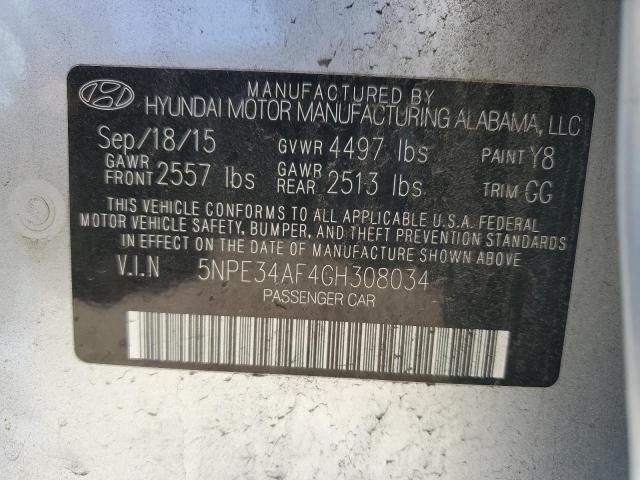 MANUFACTURED BY
HYUNDAI MOTOR MANUFACTURING ALABAMA, LLC
Sep/18/15 GVWR 4497 lbs PAINT Y8
GAWR FRONT 2557 lbs GAWR REAR 2513 lbs TRIM GG
THIS VEHICLE CONFORMS TO ALL APPLICABLE U.S.A. FEDERAL
MOTOR VEHICLE SAFETY, BUMPER, AND THEFT PREVENTION STANDARDS
IN EFFECT ON THE DATE OF MANUFACTURE SHOWN ABOVE.
V.I.N 5NPE34AF4GH308034
PASSENGER CAR